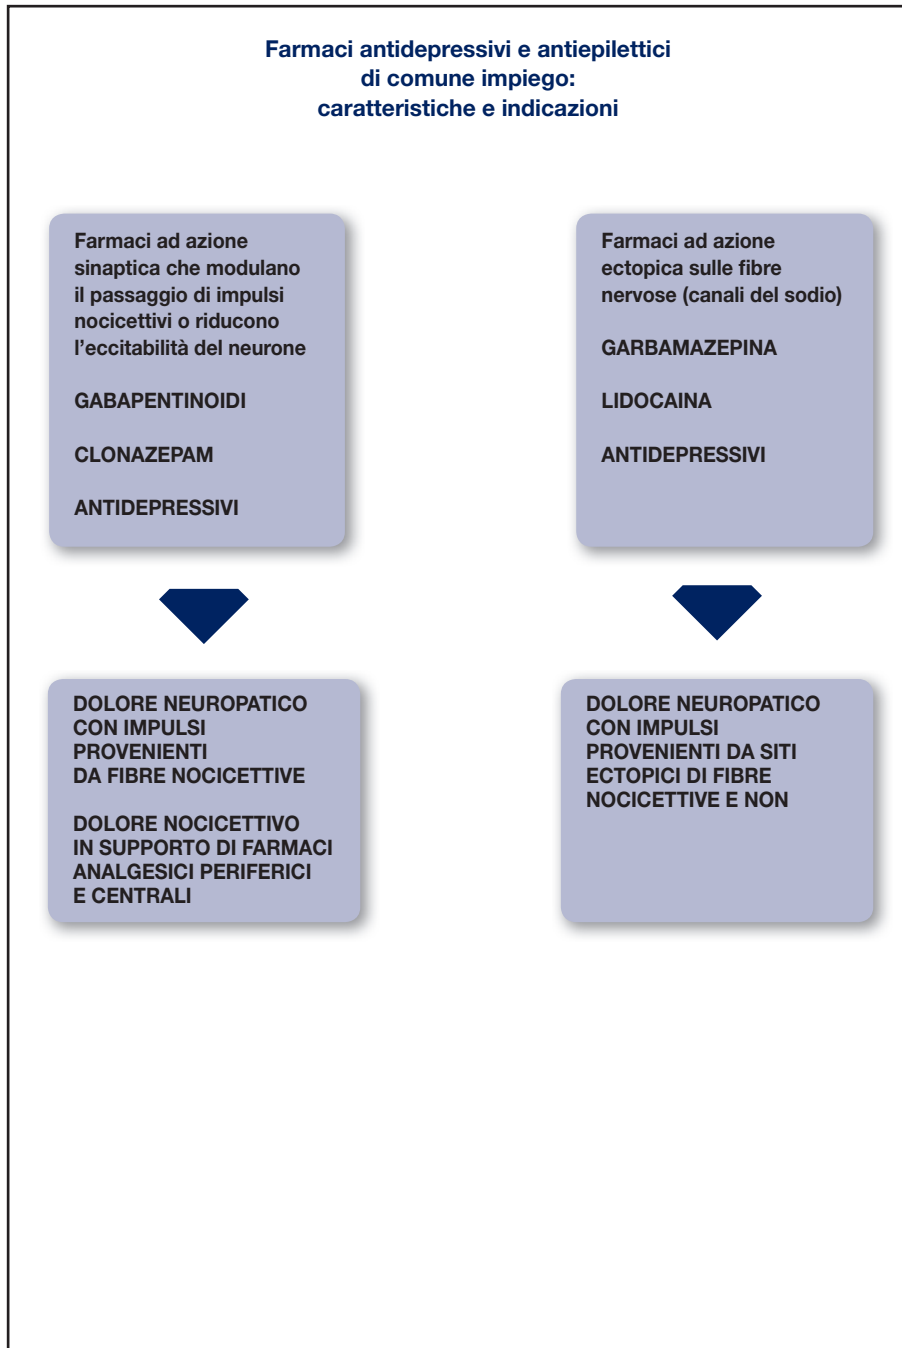 Farmaci antidepressivi e antiepilettici
di comune impiego:
caratteristiche e indicazioni
Farmaci ad azione
sinaptica che modulano
il passaggio di impulsi
nocicettivi o riducono
l'eccitabilità del neurone
GABAPENTINOIDI
CLONAZEPAM
ANTIDEPRESSIVI
Farmaci ad azione
ectopica sulle fibre
nervose (canali del sodio)
GARBAMAZEPINA
LIDOCAINA
ANTIDEPRESSIVI
DOLORE NEUROPATICO
CON IMPULSI
PROVENIENTI
DA FIBRE NOCICETTIVE
DOLORE NOCICETTIVO
IN SUPPORTO DI FARMACI
ANALGESICI PERIFERICI
E CENTRALI
DOLORE NEUROPATICO
CON IMPULSI
PROVENIENTI DA SITI
ECTOPICI DI FIBRE
NOCICETTIVE E NON